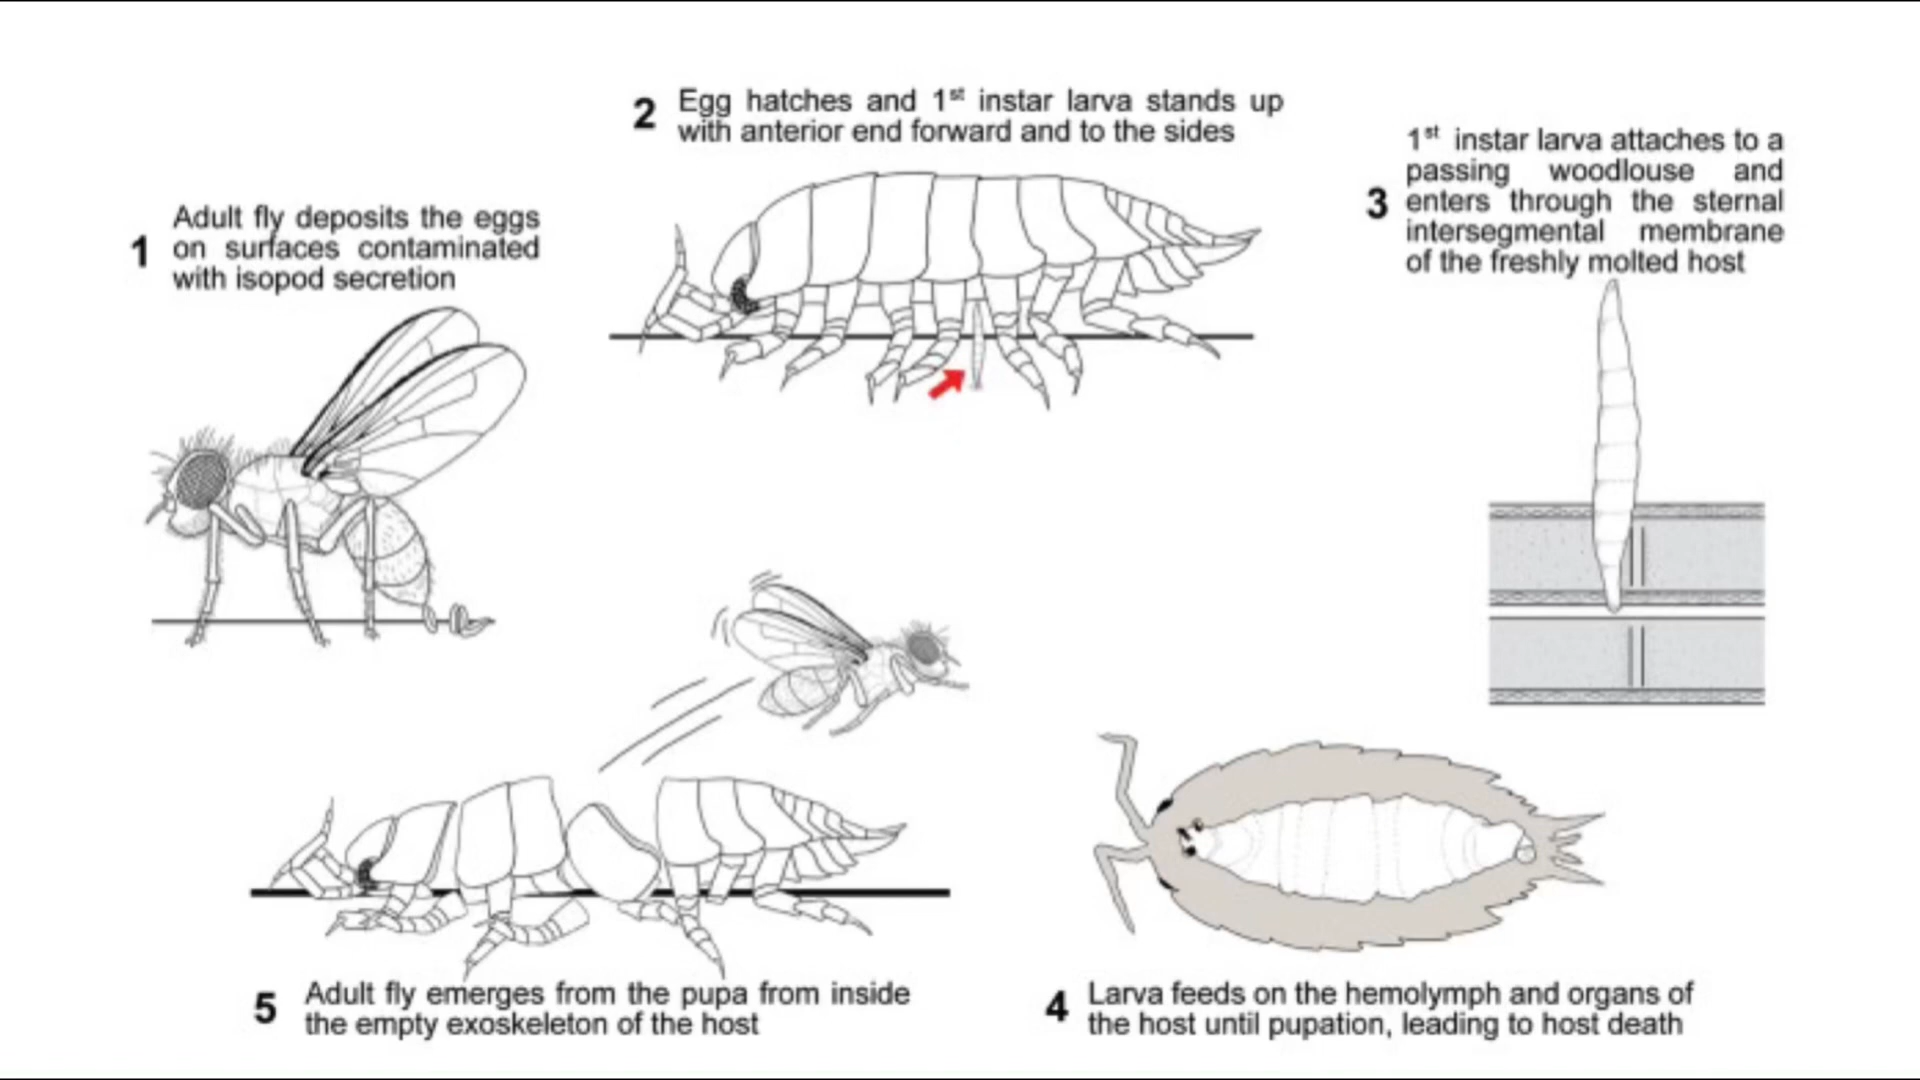 1
Adult fly deposits the eggs
on surfaces contaminated
with isopod secretion
2
Egg hatches and 1st instar larva stands up
with anterior end forward and to the sides
3
1st instar larva attaches to a
passing woodlouse and
enters through the sternal
intersegmental membrane
of the freshly molted host
5
Adult fly emerges from the pupa from inside
the empty exoskeleton of the host
4
Larva feeds on the hemolymph and organs of
the host until pupation, leading to host death